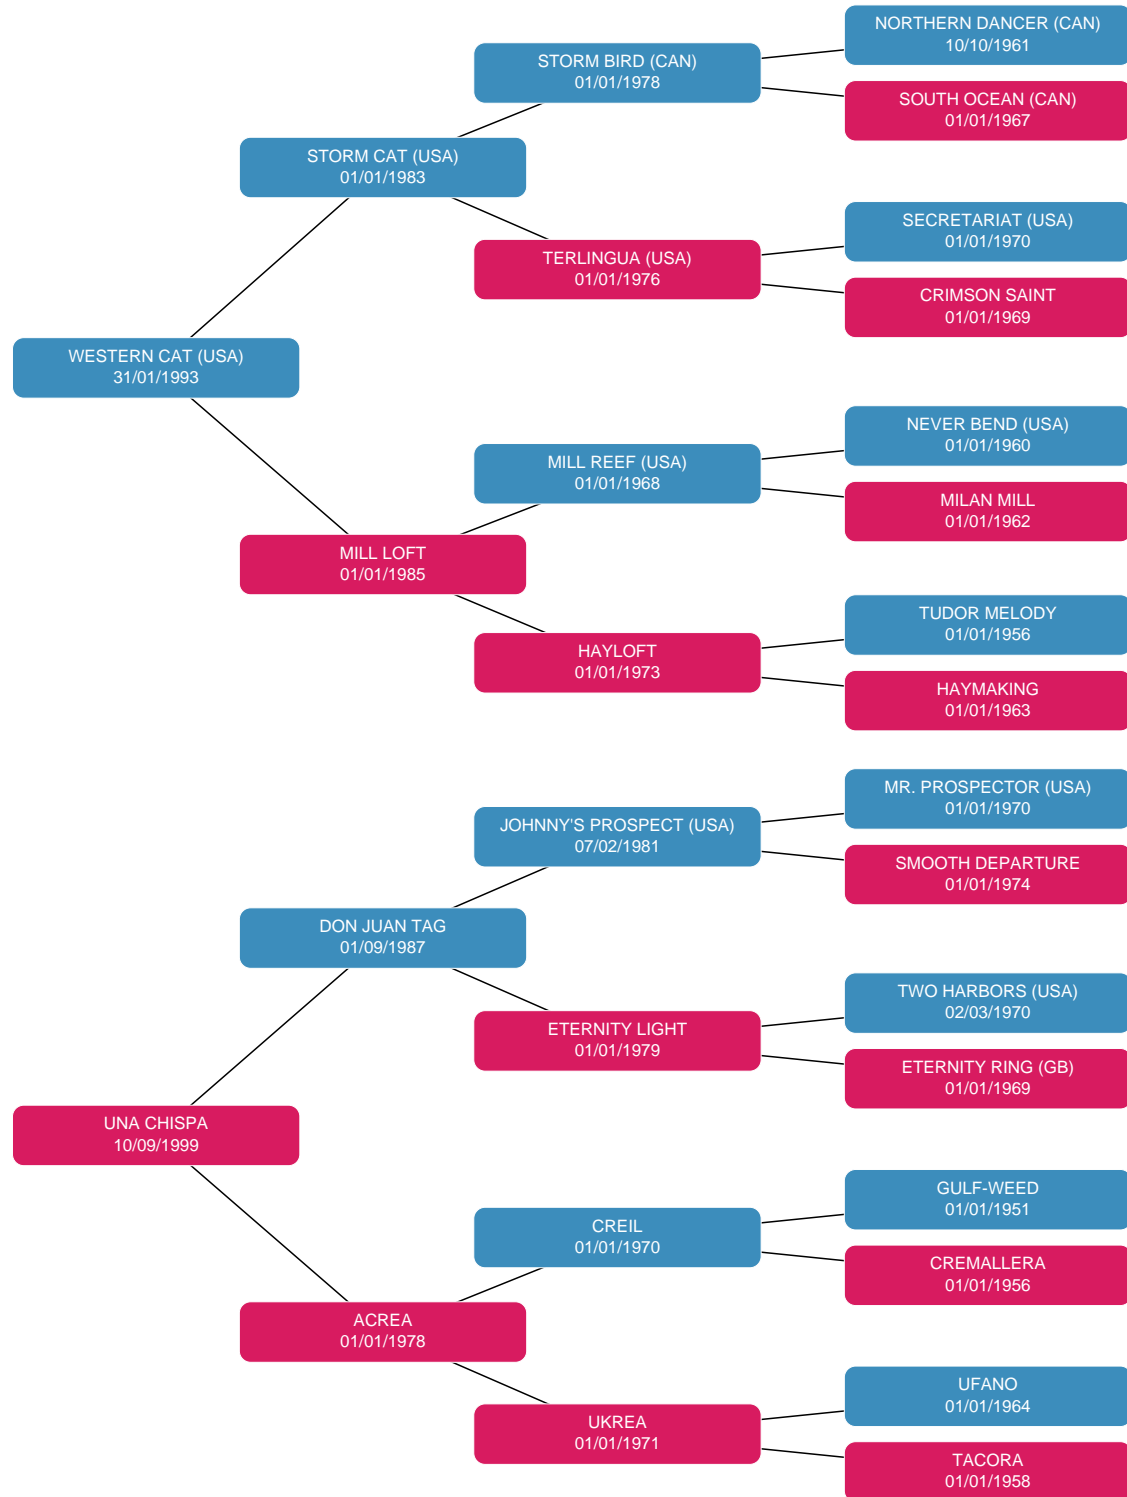 NORTHERN DANCER (CAN)
10/10/1961
STORM BIRD (CAN)
01/01/1978
SOUTH OCEAN (CAN)
01/01/1967
STORM CAT (USA)
01/01/1983
SECRETARIAT (USA)
01/01/1970
TERLINGUA (USA)
01/01/1976
CRIMSON SAINT
01/01/1969
WESTERN CAT (USA)
31/01/1993
NEVER BEND (USA)
01/01/1960
MILL REEF (USA)
01/01/1968
MILAN MILL
01/01/1962
MILL LOFT
01/01/1985
TUDOR MELODY
01/01/1956
HAYLOFT
01/01/1973
HAYMAKING
01/01/1963
MR. PROSPECTOR (USA)
01/01/1970
JOHNNY'S PROSPECT (USA)
07/02/1981
SMOOTH DEPARTURE
01/01/1974
DON JUAN TAG
01/09/1987
TWO HARBORS (USA)
02/03/1970
ETERNITY LIGHT
01/01/1979
ETERNITY RING (GB)
01/01/1969
UNA CHISPA
10/09/1999
GULF-WEED
01/01/1951
CREIL
01/01/1970
CREMALLERA
01/01/1956
ACREA
01/01/1978
UFANO
01/01/1964
UKREA
01/01/1971
TACORA
01/01/1958